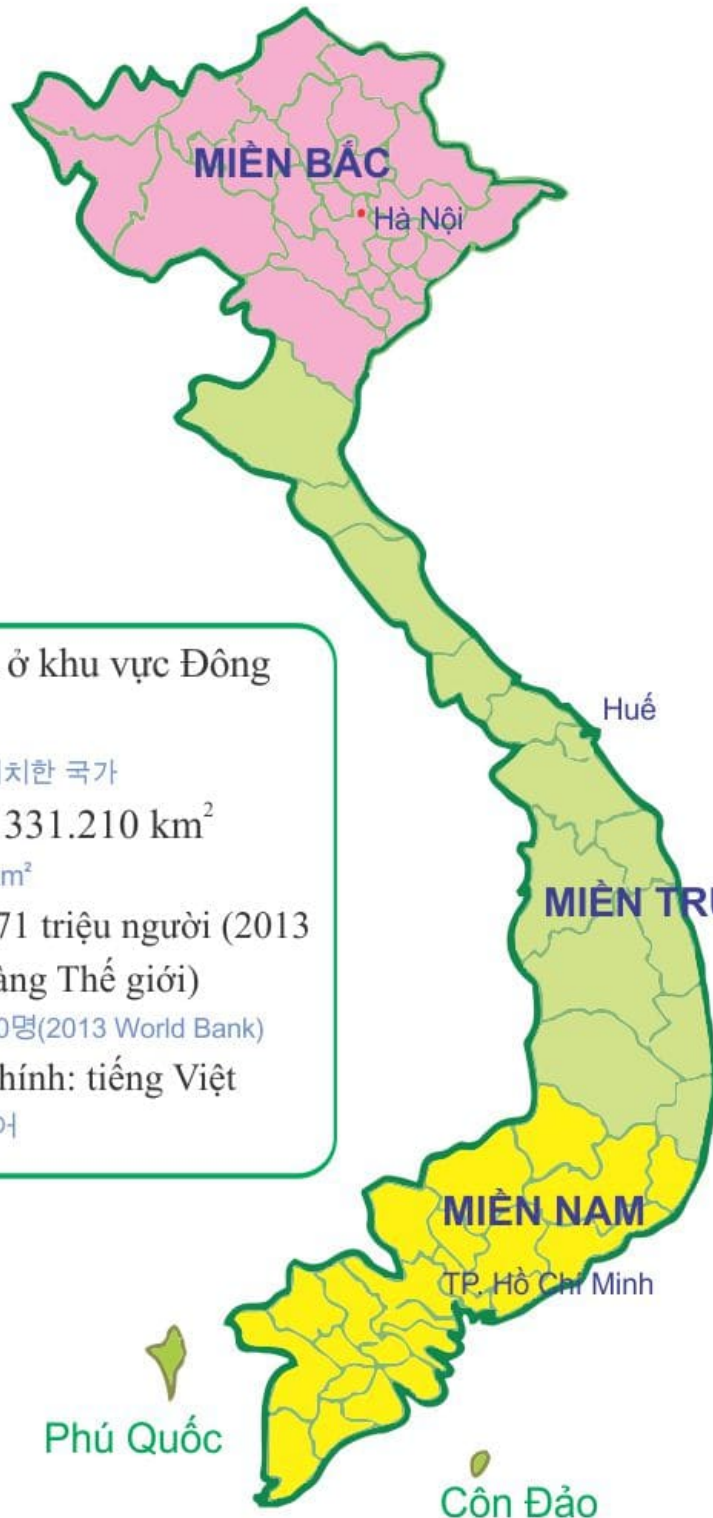 MIỀN BẮC
Hà Nội
ở khu vực Đông
치한 국가
331.210 km²
m²
71 triệu người (2013
àng Thế giới)
0명(2013 World Bank)
hính: tiếng Việt
어
Huế
MIỀN TRU
MIỀN NAM
TP. Hồ Chí Minh
Phú Quốc
Côn Đảo